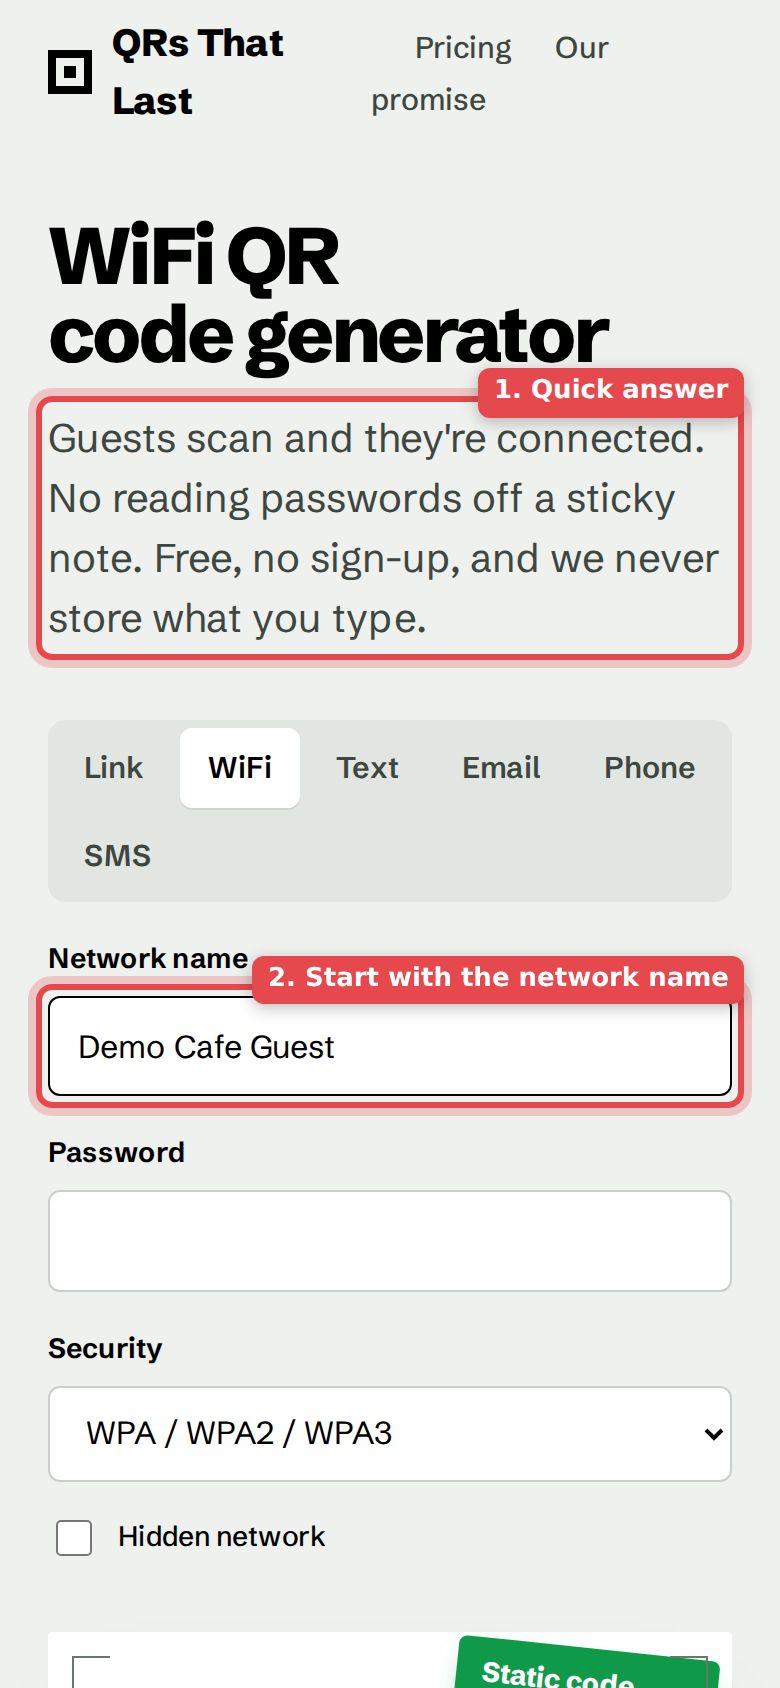 QRs That
Last
Pricing Our
promise
WiFi QR
code generator
1. Quick answer
Guests scan and they're connected.
No reading passwords off a sticky
note. Free, no sign-up, and we never
store what you type.
Link WiFi Text Email Phone
SMS
Network name
2. Start with the network name
Demo Cafe Guest
Password
Security
WPA / WPA2 / WPA3
Hidden network
Static code